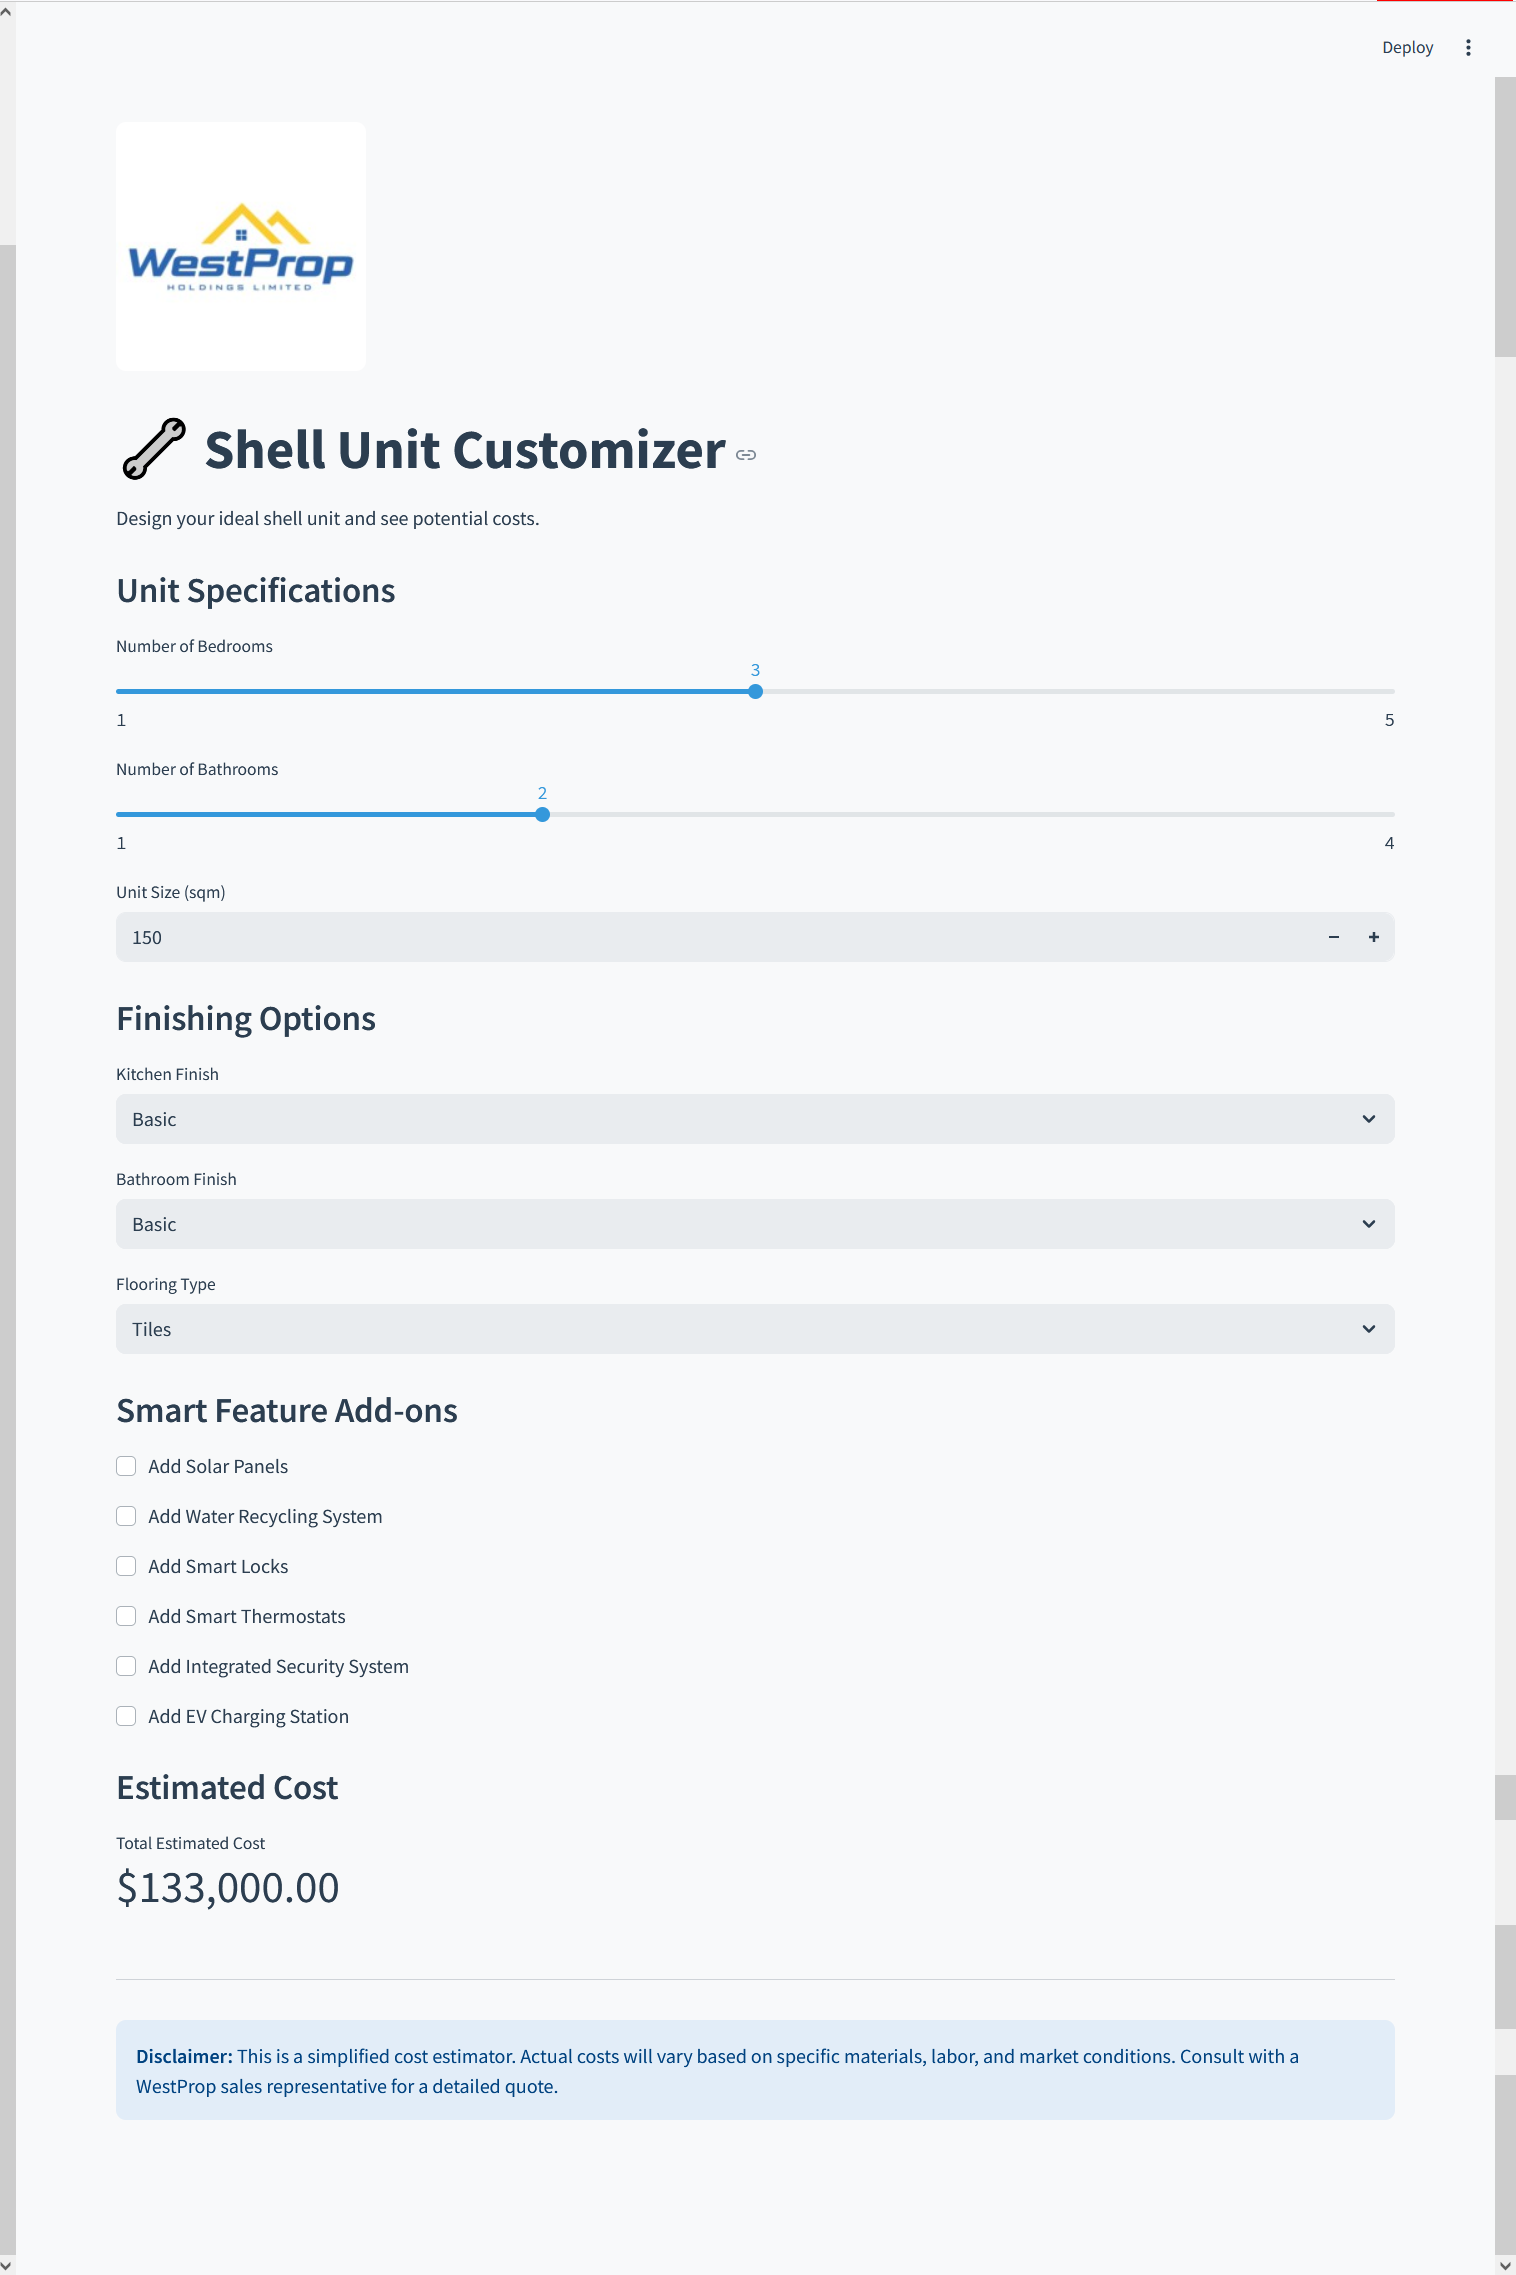 Deploy
WestProp
HOLDINGS LIMITED
Shell Unit Customizer
Design your ideal shell unit and see potential costs.
Unit Specifications
Number of Bedrooms
3
1
5
Number of Bathrooms
2
1
4
Unit Size (sqm)
150
Finishing Options
Kitchen Finish
Basic
Bathroom Finish
Basic
Flooring Type
Tiles
Smart Feature Add-ons
Add Solar Panels
Add Water Recycling System
Add Smart Locks
Add Smart Thermostats
Add Integrated Security System
Add EV Charging Station
Estimated Cost
Total Estimated Cost
$133,000.00
Disclaimer: This is a simplified cost estimator. Actual costs will vary based on specific materials, labor, and market conditions. Consult with a
WestProp sales representative for a detailed quote.